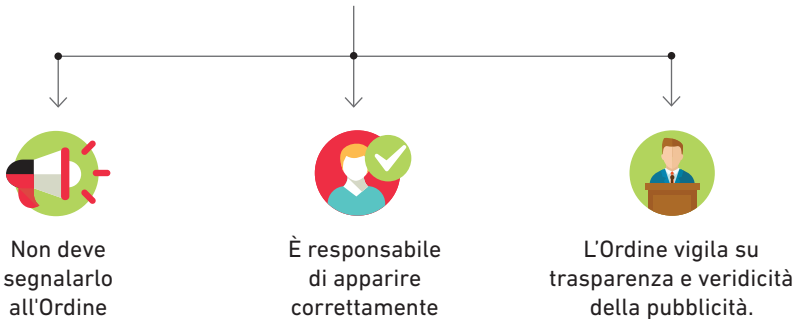 Non deve
segnalarlo
all'Ordine
È responsabile
di apparire
correttamente
L’Ordine vigila su
trasparenza e veridicità
della pubblicità.